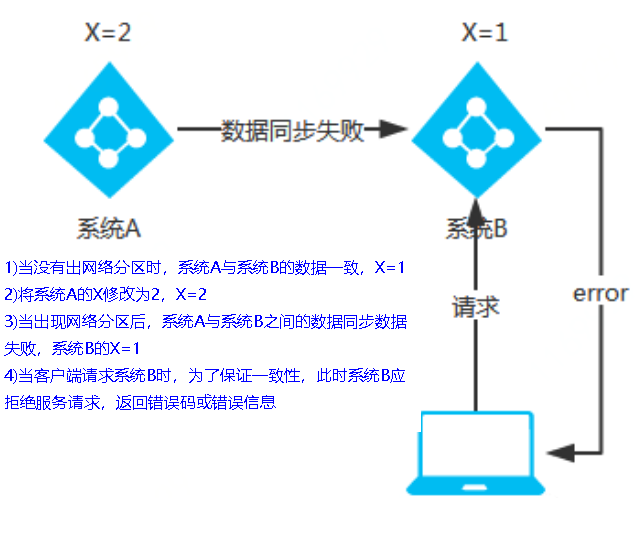 X=2
X=1
数据同步失败
系统A
系统B
1)当没有出网络分区时，系统A与系统B的数据一致，X=1
2)将系统A的X修改为2，X=2
3)当出现网络分区后，系统A与系统B之间的数据同步数据
失败，系统B的X=1
4)当客户端请求系统B时，为了保证一致性，此时系统B应
拒绝服务请求，返回错误码或错误信息
请求
error